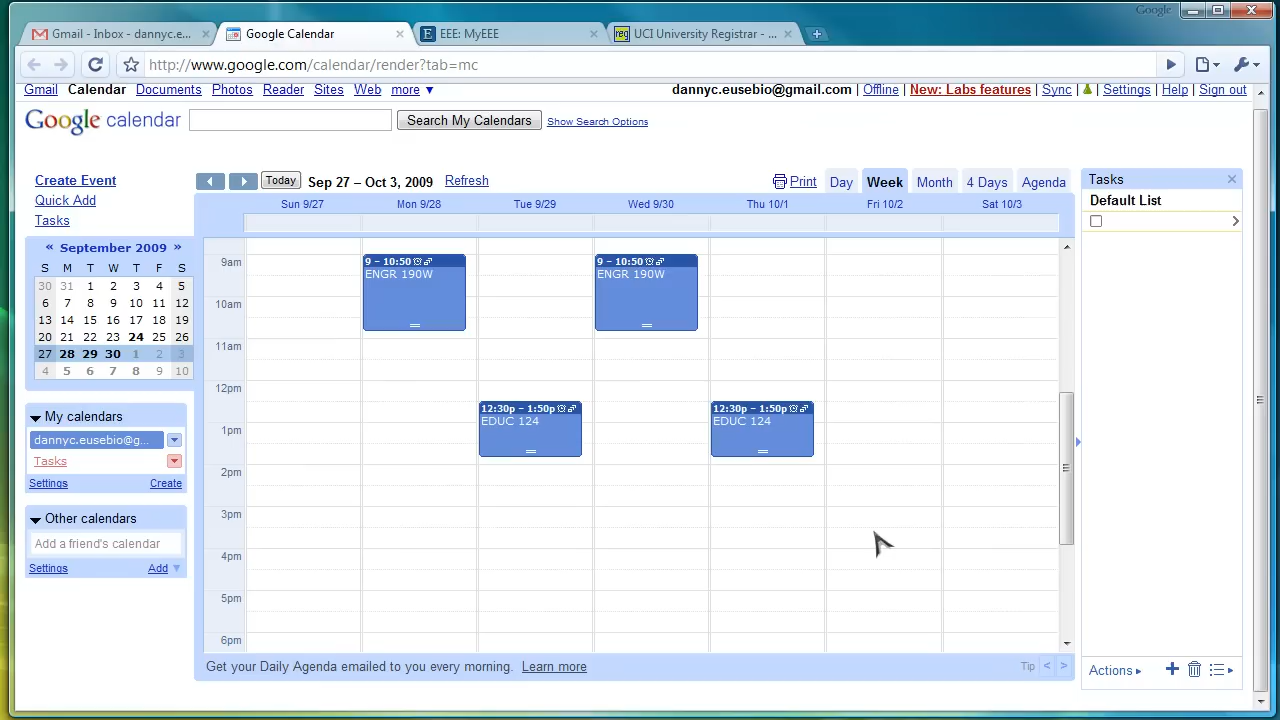 Google
Gmail - Inbox - dannyc.e...
Google Calendar
EEE: MyEEE
UCI University Registrar - ...
http://www.google.com/calendar/render?tab=mc
Gmail Calendar Documents Photos Reader Sites Web more ▼
dannyc.eusebio@gmail.com | Offline | New: Labs features | Sync | Settings | Help | Sign out
Google calendar
Search My Calendars
Show Search Options
Create Event
Quick Add
Tasks
Today
Sep 27 – Oct 3, 2009
Refresh
Print
Day
Week
Month
4 Days
Agenda
« September 2009 »
S M T W T F S
30 31 1 2 3 4 5
6 7 8 9 10 11 12
13 14 15 16 17 18 19
20 21 22 23 24 25 26
27 28 29 30 1 2 3
4 5 6 7 8 9 10
My calendars
dannyc.eusebio@g...
Tasks
Settings Create
Other calendars
Add a friend's calendar
Settings Add ▼
Sun 9/27 Mon 9/28 Tue 9/29 Wed 9/30 Thu 10/1 Fri 10/2 Sat 10/3
9am
10am
11am
12pm
1pm
2pm
3pm
4pm
5pm
6pm
9 – 10:50
ENGR 190W
9 – 10:50
ENGR 190W
12:30p – 1:50p
EDUC 124
12:30p – 1:50p
EDUC 124
Get your Daily Agenda emailed to you every morning. Learn more
Tip < >
Tasks
Default List
Actions ▸